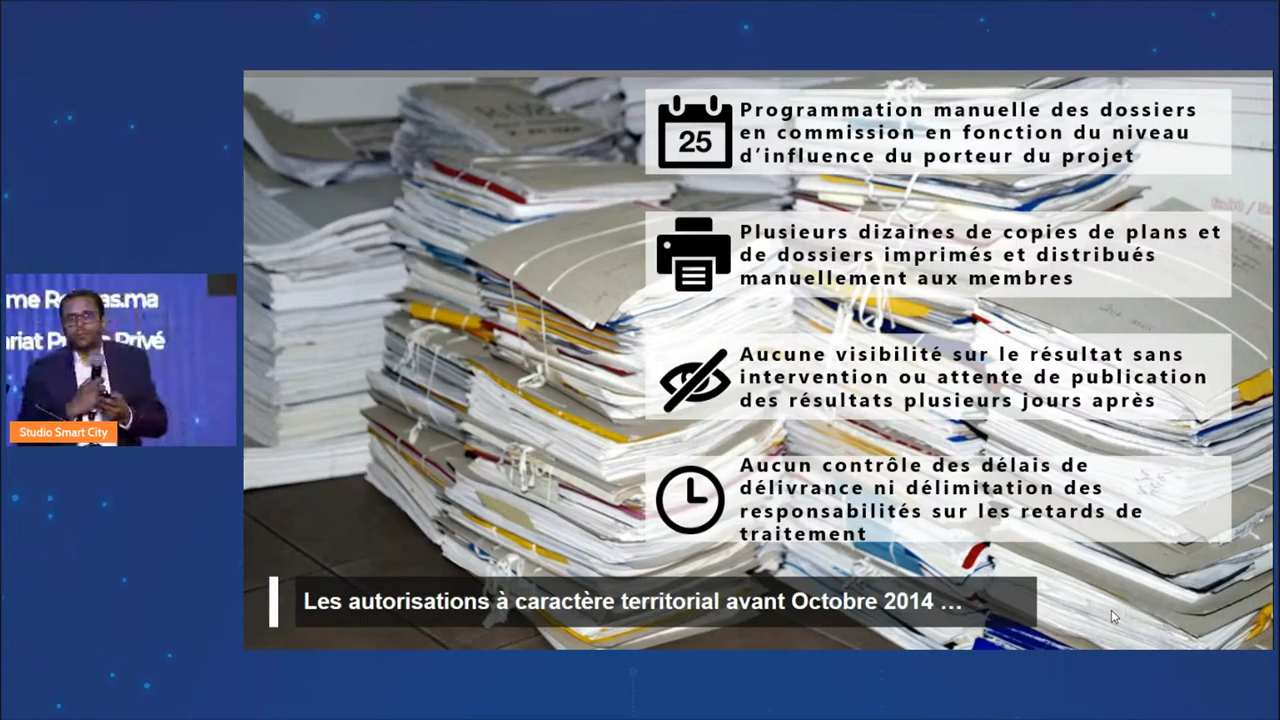 Programmation manuelle des dossiers
en commission en fonction du niveau
d'influence du porteur du projet
25
Plusieurs dizaines de copies de plans et
de dossiers imprimés et distribués
manuellement aux membres
Aucune visibilité sur le résultat sans
intervention ou attente de publication
des résultats plusieurs jours après
Aucun contrôle des délais de
délivrance ni délimitation des
responsabilités sur les retards de
traitement
Les autorisations à caractère territorial avant Octobre 2014 ...
Privé
Studio Smart City